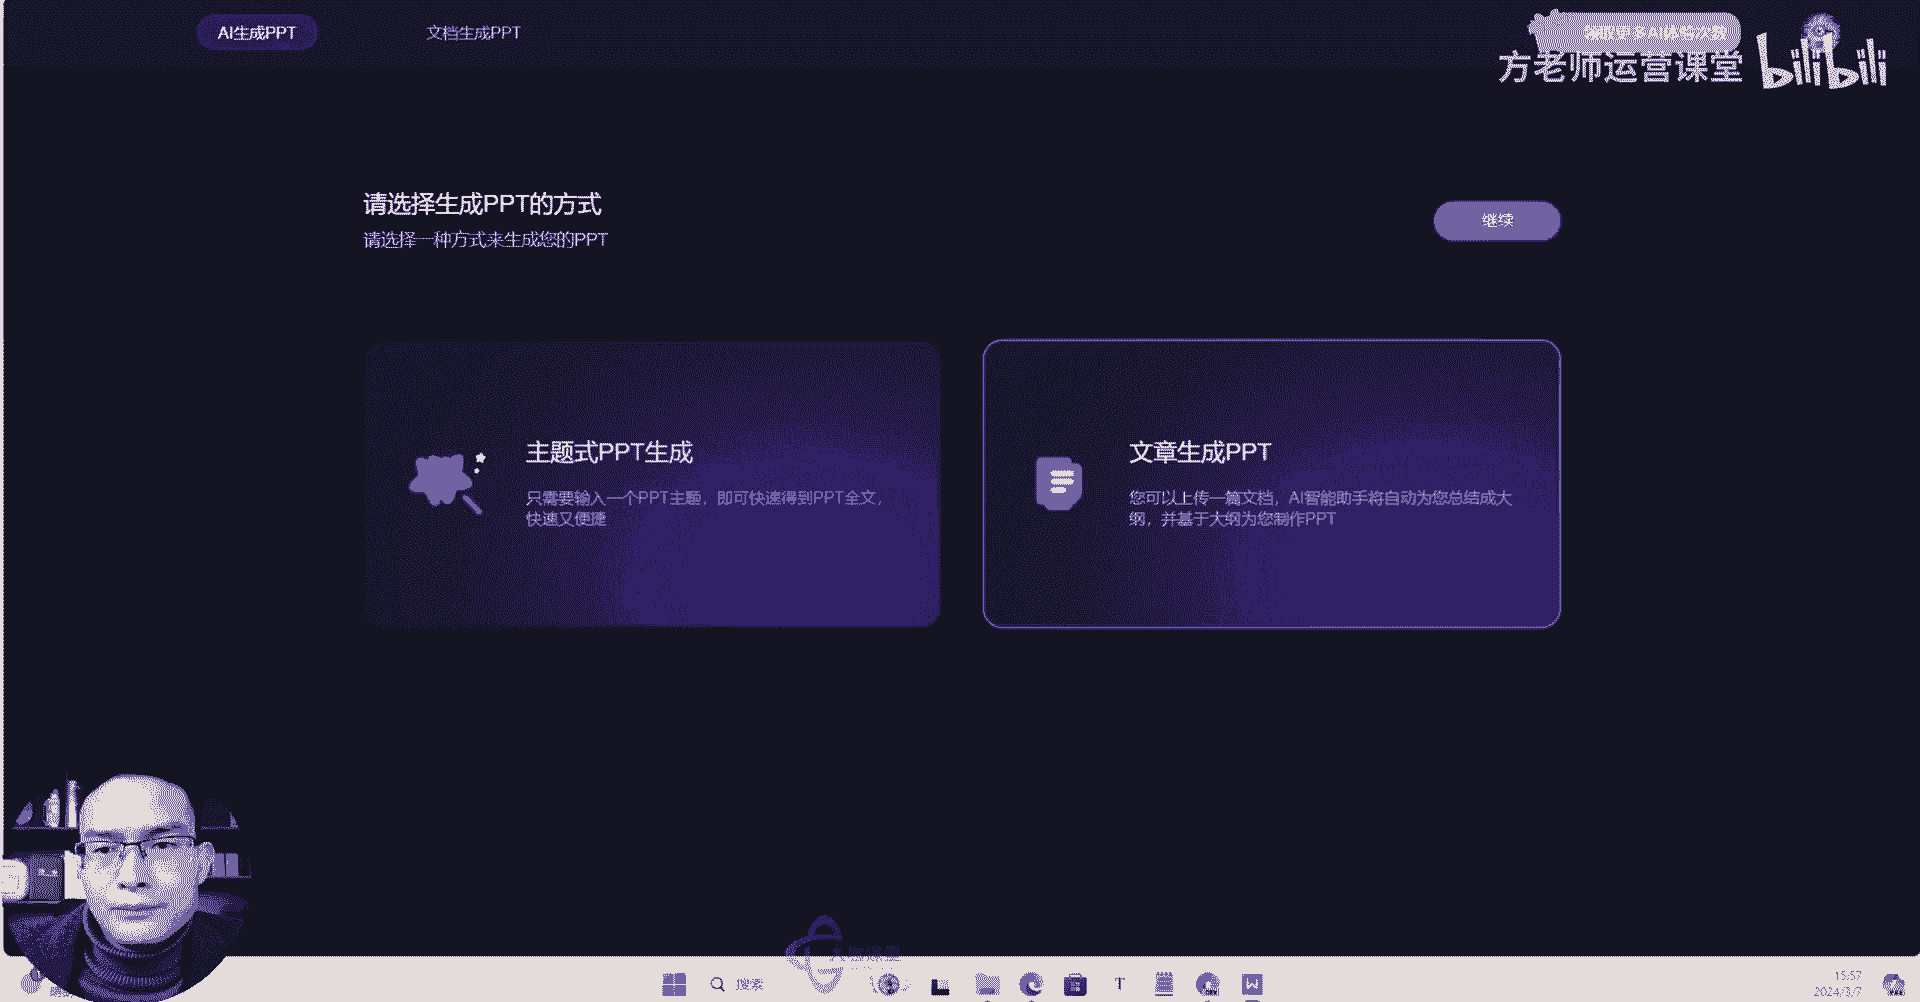 AI生成PPT
文档生成PPT
领取更多AI体验次数
方老师运营课堂
bilibili
请选择生成PPT的方式
请选择一种方式来生成您的PPT
继续
主题式PPT生成
只需要输入一个PPT主题，即可快速得到PPT全文，
快速又便捷
文章生成PPT
您可以上传一篇文档，AI智能助手将自动为您总结成大
纲，并基于大纲为您制作PPT
搜索
15:57
2024/3/7